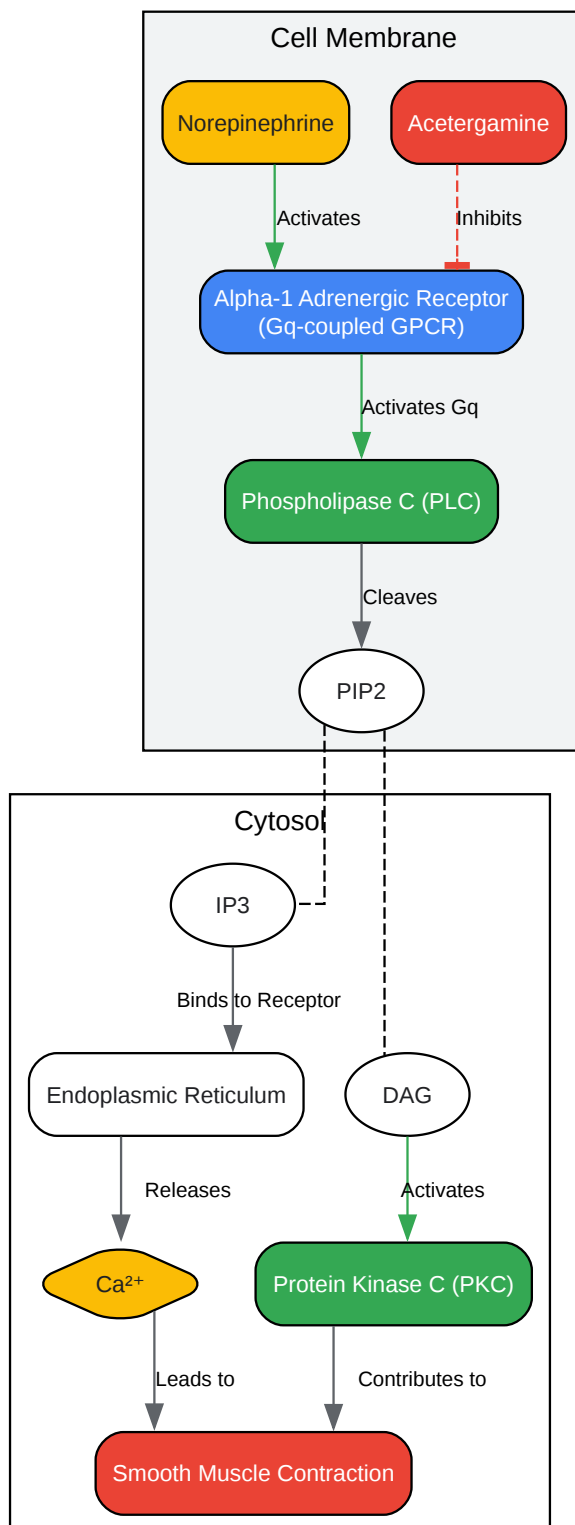 Cell Membrane
Norepinephrine
Acetergamine
Activates
Inhibits
Alpha-1 Adrenergic Receptor
(Gq-coupled GPCR)
Activates Gq
Phospholipase C (PLC)
Cleaves
PIP2
Cytosol
IP3
Binds to Receptor
Endoplasmic Reticulum
DAG
Releases
Activates
Ca²⁺
Protein Kinase C (PKC)
Leads to
Contributes to
Smooth Muscle Contraction